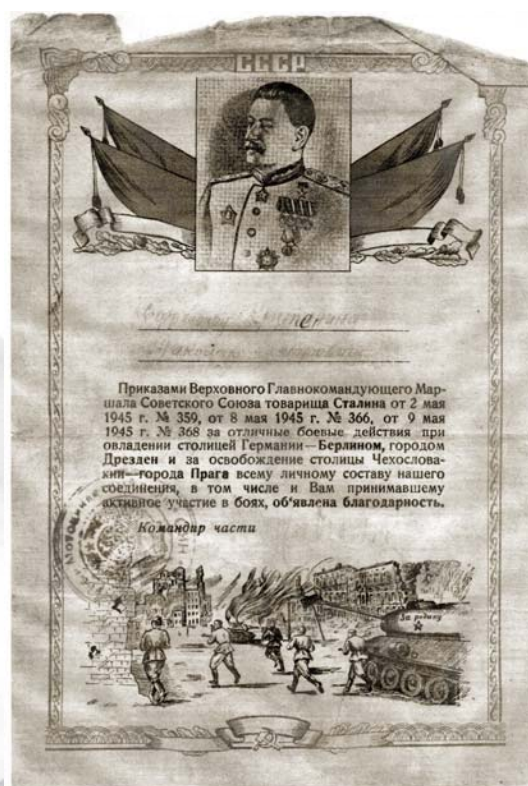 СССР
Приказами Верховного Главнокомандующего Мар-
шала Советского Союза товарища Сталина от 2 мая
1945 г. № 359, от 8 мая 1945 г. № 366, от 9 мая
1945 г. № 368 за отличные боевые действия при
овладении столицей Германии—Берлином, городом
Дрезден и за освобождение столицы Чехослова-
кии—города Прага всему личному составу нашего
соединения, в том числе и Вам принимавшему
активное участие в боях, об'явлена благодарность.
Командир части
За родину